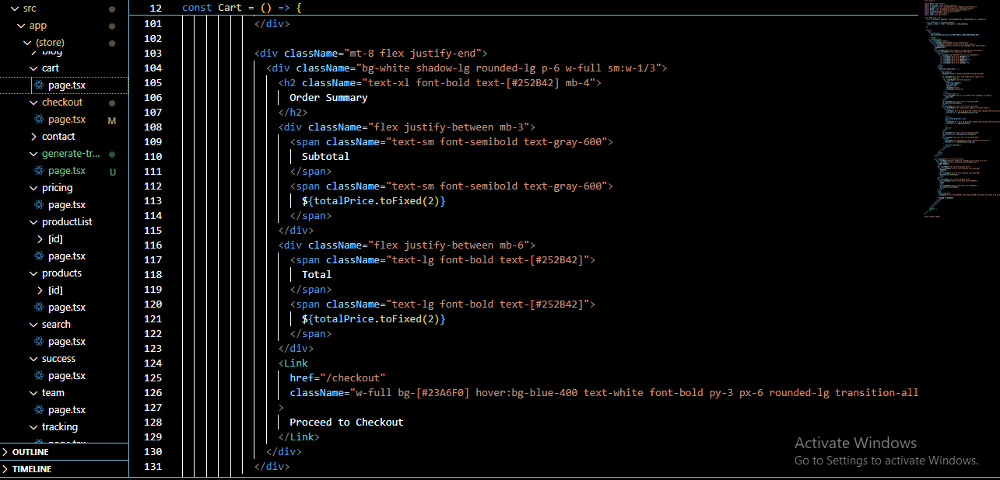 src
app
(store)
blog
cart
page.tsx
checkout
page.tsx M
contact
generate-tr...
page.tsx U
pricing
page.tsx
productList
[id]
page.tsx
products
[id]
page.tsx
search
page.tsx
success
page.tsx
team
page.tsx
tracking
page.tsx
OUTLINE
TIMELINE
12 const Cart = () => {
101 </div>
102
103 <div className="mt-8 flex justify-end">
104 <div className="bg-white shadow-lg rounded-lg p-6 w-full sm:w-1/3">
105 <h2 className="text-xl font-bold text-[#252B42] mb-4">
106 Order Summary
107 </h2>
108 <div className="flex justify-between mb-3">
109 <span className="text-sm font-semibold text-gray-600">
110 Subtotal
111 </span>
112 <span className="text-sm font-semibold text-gray-600">
113 ${totalPrice.toFixed(2)}
114 </span>
115 </div>
116 <div className="flex justify-between mb-6">
117 <span className="text-lg font-bold text-[#252B42]">
118 Total
119 </span>
120 <span className="text-lg font-bold text-[#252B42]">
121 ${totalPrice.toFixed(2)}
122 </span>
123 </div>
124 <Link
125 href="/checkout"
126 className="w-full bg-[#23A6F0] hover:bg-blue-400 text-white font-bold py-3 px-6 rounded-lg transition-all
127 >
128 Proceed to Checkout
129 </Link>
130 </div>
131 </div>
Activate Windows
Go to Settings to activate Windows.